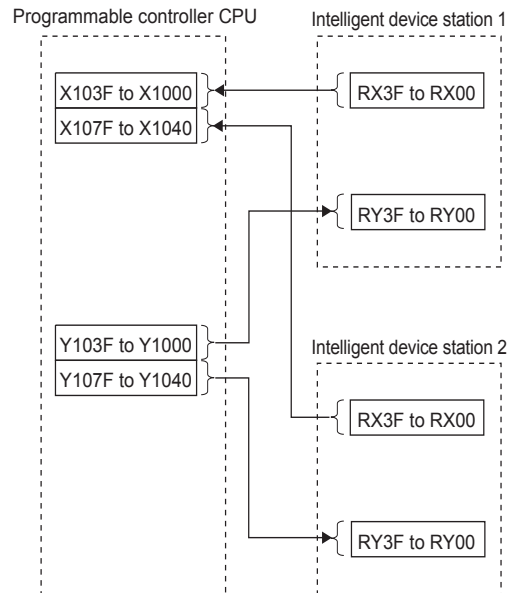 Programmable controller CPU
X103F to X1000
X107F to X1040
Y103F to Y1000
Y107F to Y1040
Intelligent device station 1
RX3F to RX00
RY3F to RY00
Intelligent device station 2
RX3F to RX00
RY3F to RY00